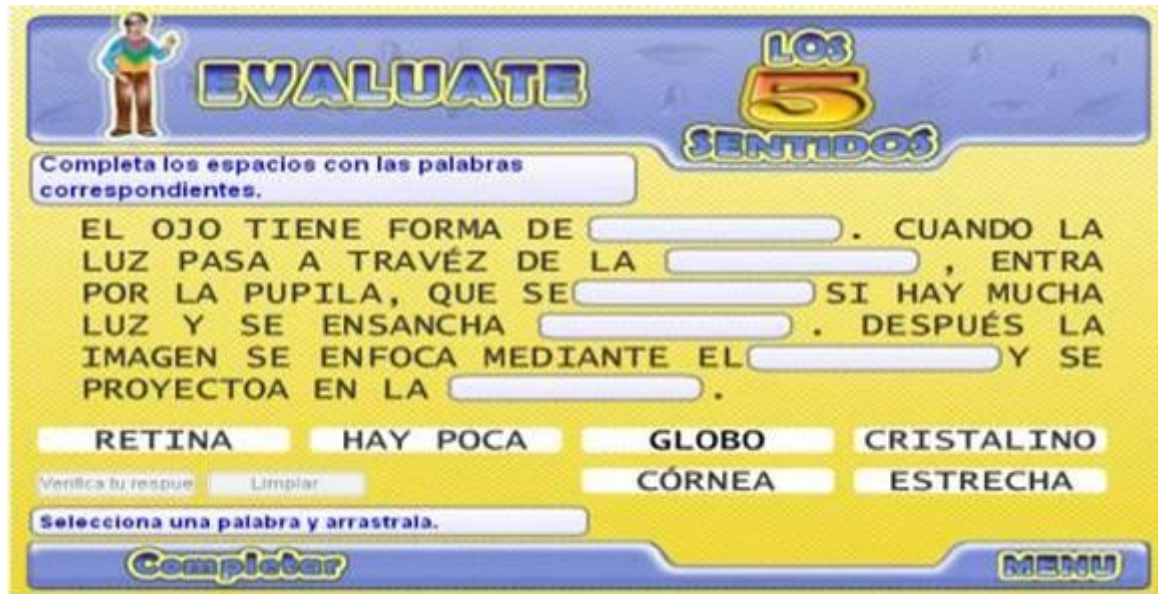 EVALUATE
LOS
5
SENTIDOS
Completa los espacios con las palabras
correspondientes.
EL OJO TIENE FORMA DE . CUANDO LA
LUZ PASA A TRAVÉZ DE LA , ENTRA
POR LA PUPILA, QUE SE SI HAY MUCHA
LUZ Y SE ENSANCHA . DESPUÉS LA
IMAGEN SE ENFOCA MEDIANTE EL Y SE
PROYECTOA EN LA .
RETINA HAY POCA GLOBO CRISTALINO
Verifica tu respue Limpiar CÓRNEA ESTRECHA
Selecciona una palabra y arrastrala.
Completar MENU